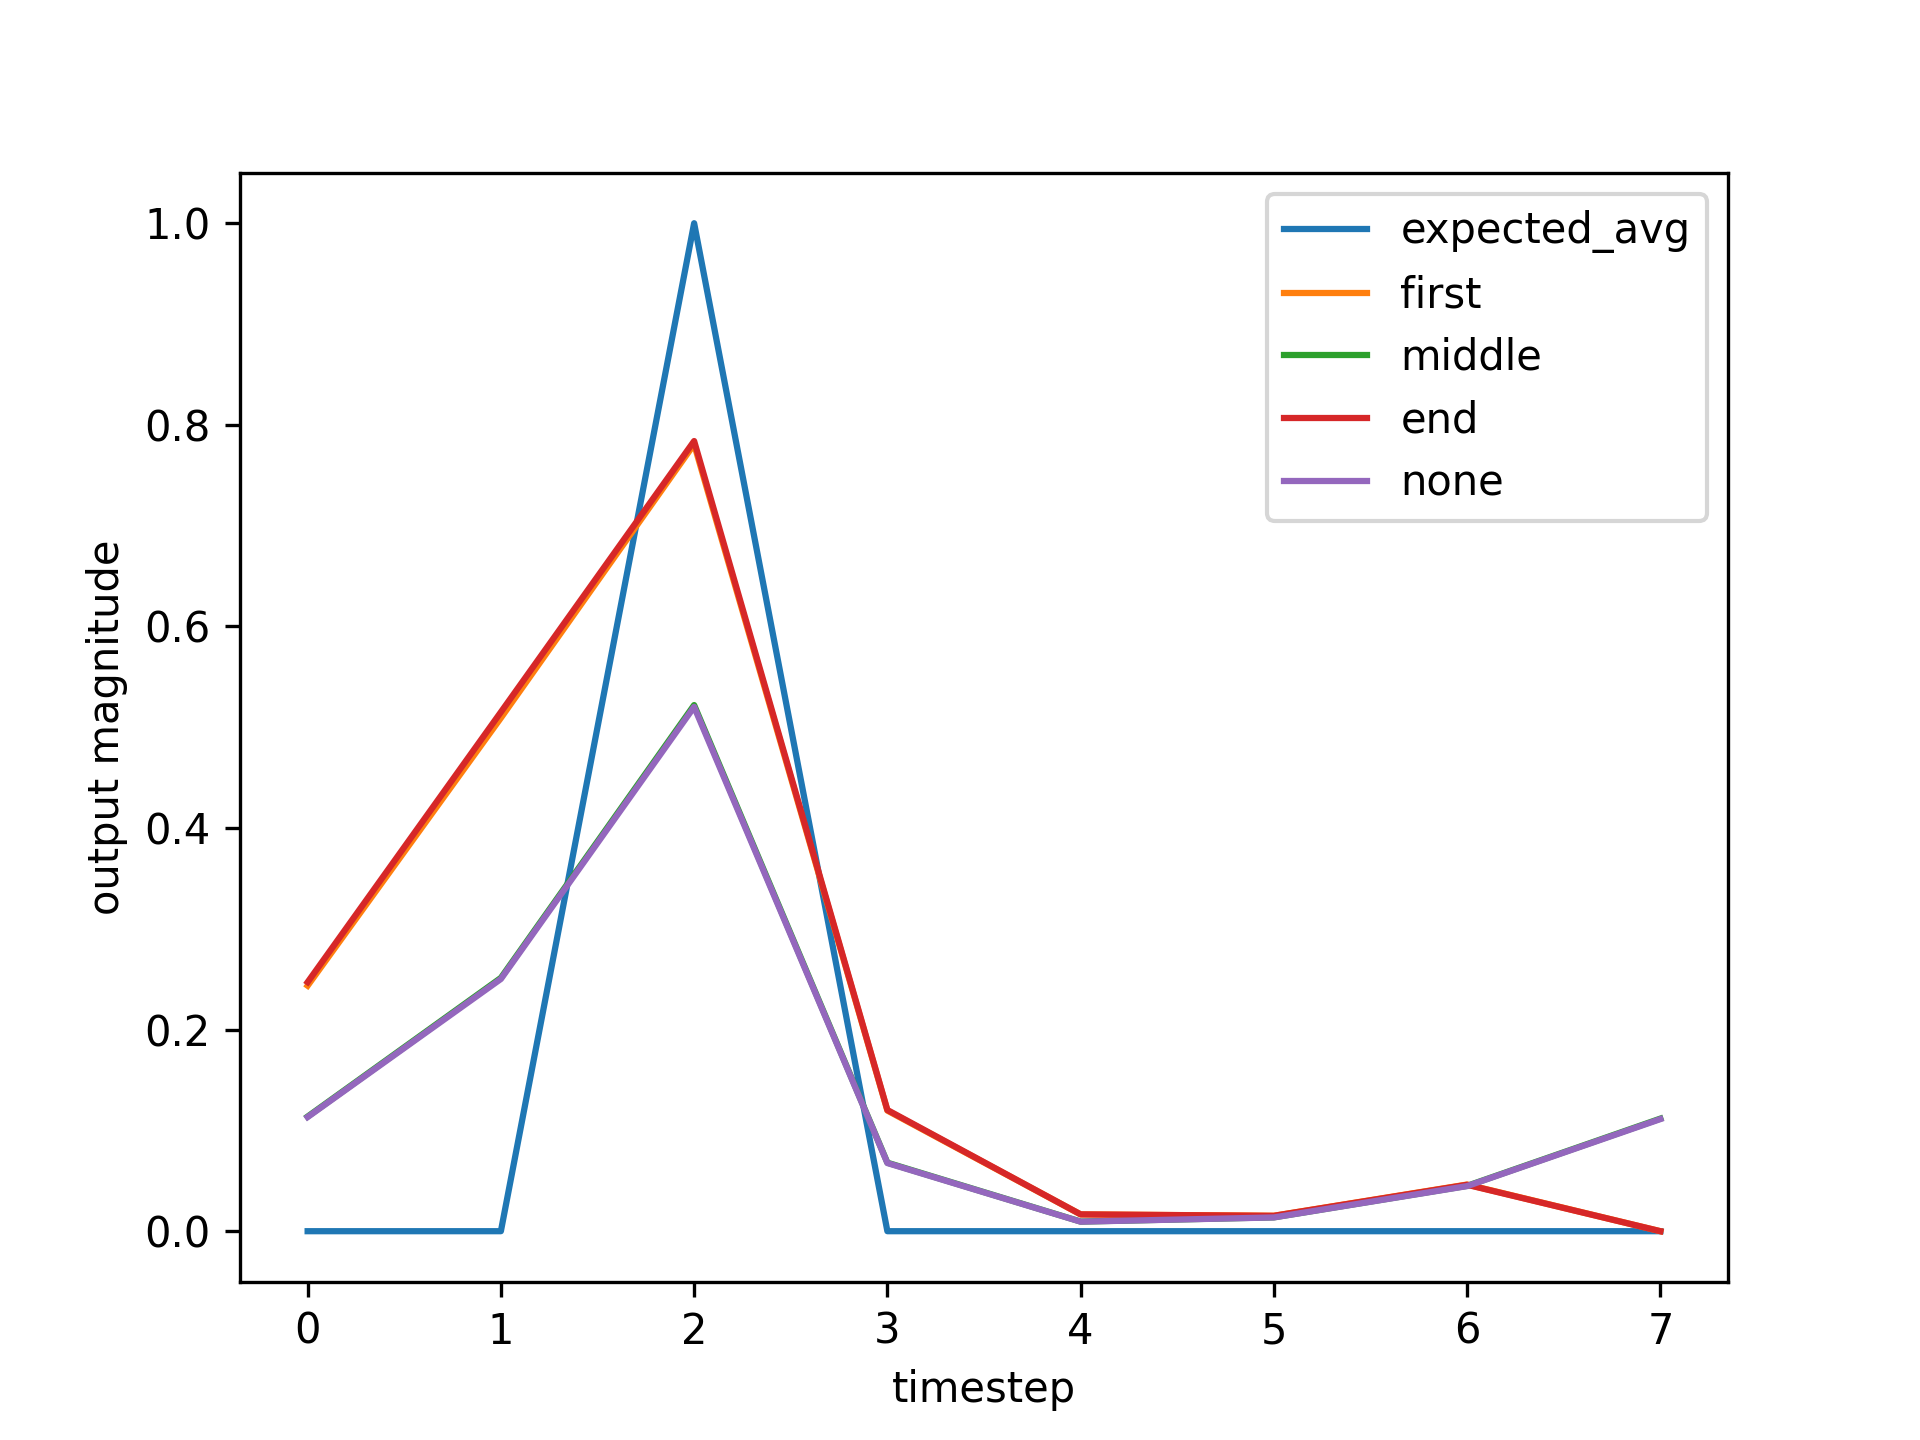 expected_avg
first
middle
end
none
1.0
0.8
0.6
0.4
0.2
0.0
output magnitude
0 1 2 3 4 5 6 7
timestep